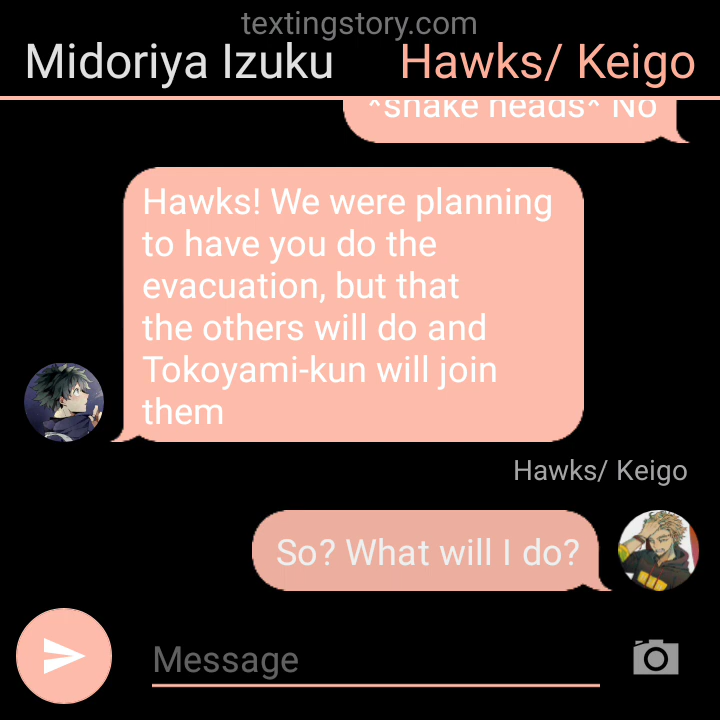 textingstory.com
Midoriya Izuku Hawks/ Keigo
*shake heads* No
Hawks! We were planning
to have you do the
evacuation, but that
the others will do and
Tokoyami-kun will join
them
Hawks/ Keigo
So? What will I do?
Message